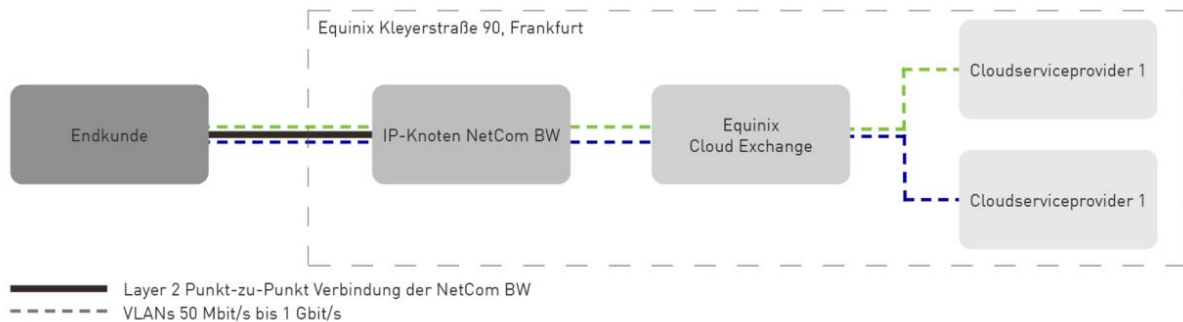 Equinix Kleyerstraße 90, Frankfurt
Cloudserviceprovider 1
Endkunde
IP-Knoten NetCom BW
Equinix
Cloud Exchange
Cloudserviceprovider 1
Layer 2 Punkt-zu-Punkt Verbindung der NetCom BW
VLANs 50 Mbit/s bis 1 Gbit/s